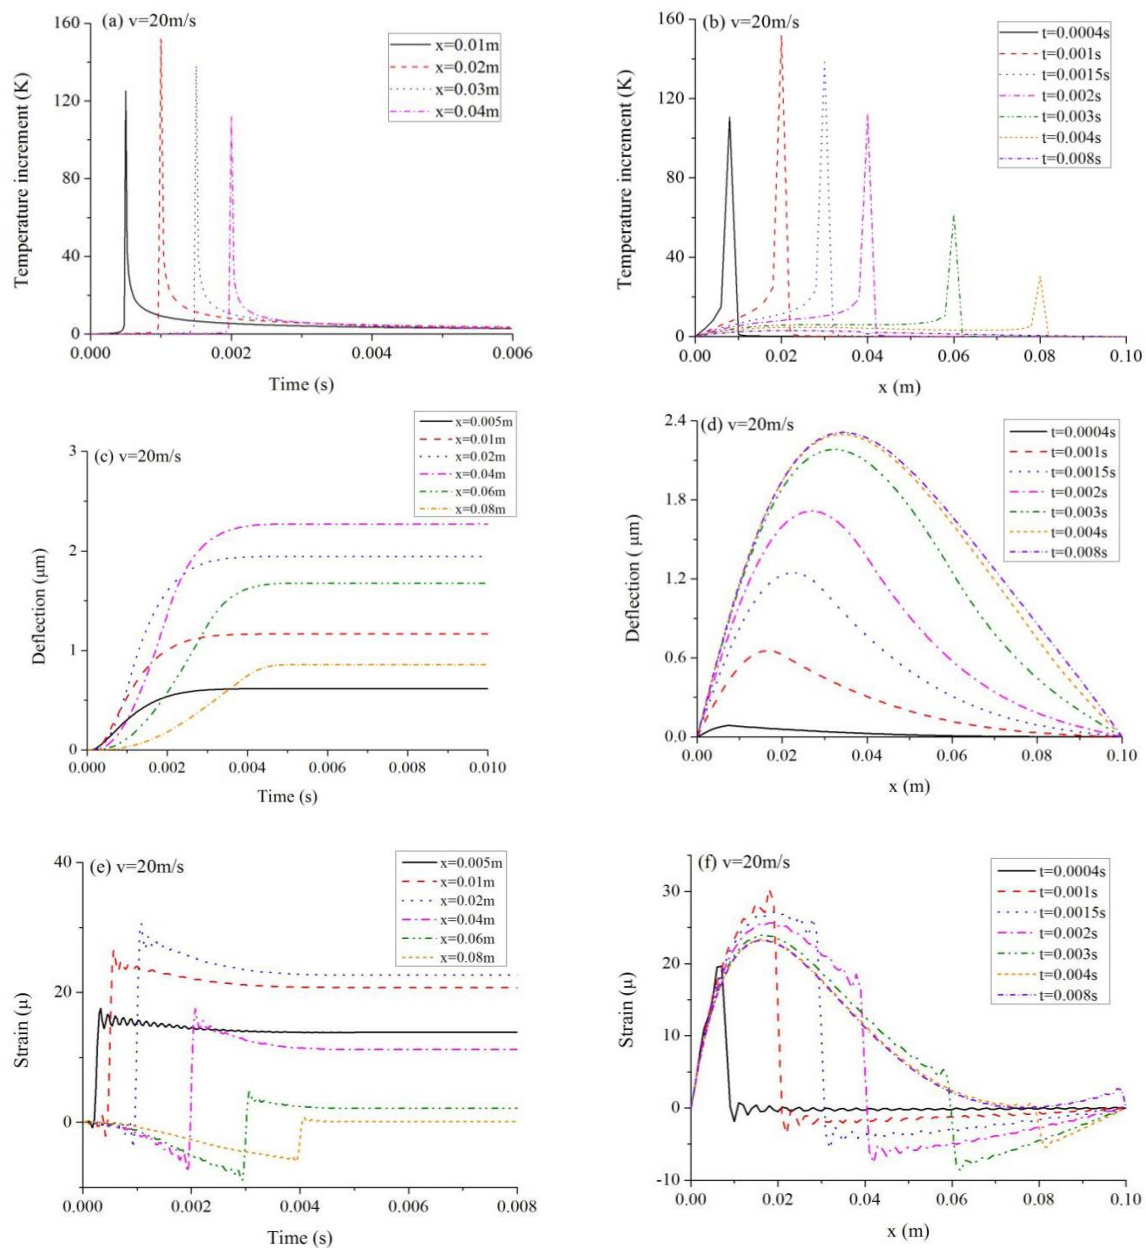 (a) v=20m/s
x=0.01m
x=0.02m
x=0.03m
x=0.04m
160
120
80
40
0
Temperature increment (K)
0.000
0.002
0.004
0.006
Time (s)
(b) v=20m/s
t=0.0004s
t=0.001s
t=0.0015s
t=0.002s
t=0.003s
t=0.004s
t=0.008s
160
120
80
40
0
Temperature increment (K)
0.00
0.02
0.04
0.06
0.08
0.10
x (m)
(c) v=20m/s
x=0.005m
x=0.01m
x=0.02m
x=0.04m
x=0.06m
x=0.08m
3
2
1
0
Deflection (μm)
0.000
0.002
0.004
0.006
0.008
0.010
Time (s)
(d) v=20m/s
t=0.0004s
t=0.001s
t=0.0015s
t=0.002s
t=0.003s
t=0.004s
t=0.008s
2.4
1.8
1.2
0.6
0.0
Deflection ( μm)
0.00
0.02
0.04
0.06
0.08
0.10
x (m)
(e) v=20m/s
x=0.005m
x=0.01m
x=0.02m
x=0.04m
x=0.06m
x=0.08m
40
20
0
Strain (μ)
0.000
0.002
0.004
0.006
0.008
Time (s)
(f) v=20m/s
t=0.0004s
t=0.001s
t=0.0015s
t=0.002s
t=0.003s
t=0.004s
t=0.008s
30
20
10
0
-10
Strain (μ)
0.00
0.02
0.04
0.06
0.08
0.10
x (m)